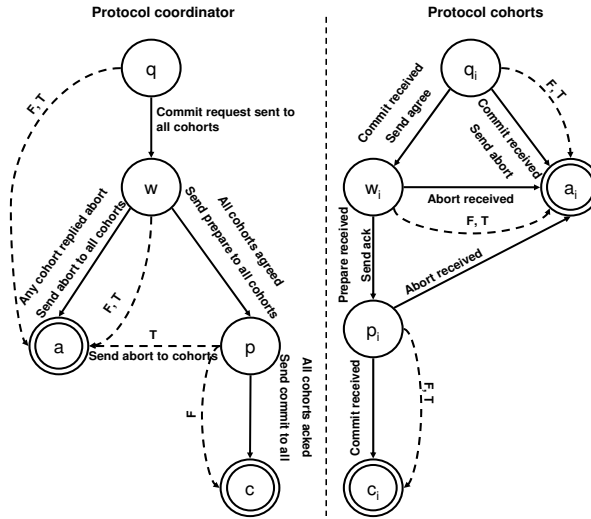 Protocol coordinator
q
F, T
Commit request sent to
all cohorts
w
Any cohort replied abort
Send abort to all cohorts
F, T
All cohorts agreed
Send prepare to all cohorts
a
T
Send abort to cohorts
p
F
All cohorts acked
Send commit to all
c
Protocol cohorts
qi
F, T
Commit received
Send agree
Commit received
Send abort
wi
Abort received
ai
F, T
Prepare received
Send ack
Abort received
pi
Commit received
F, T
ci